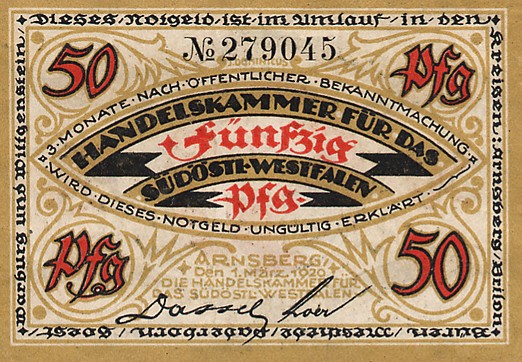 Dieses Notgeld ist im Umlauf in den
Kreisen: Arnsberg, Brilon
Büren, Meschede, Paderborn, Soest
Warburg und Wittgenstein
No 279045
50 Pfg
3·MONATE·NACH·ÖFFENTLICHER·BEKANNTMACHUNG
HANDELSKAMMER FÜR DAS
Fünfzig
SÜDÖSTL·WESTFALEN
Pfg·
WIRD·DIESES·NOTGELD·UNGÜLTIG·ERKLÄRT·
Pfg 50
ARNSBERG/
Den 1. März. 1920
DIE HANDELSKAMMER FÜR
DAS SÜDÖSTL·WESTFALEN
Dassel